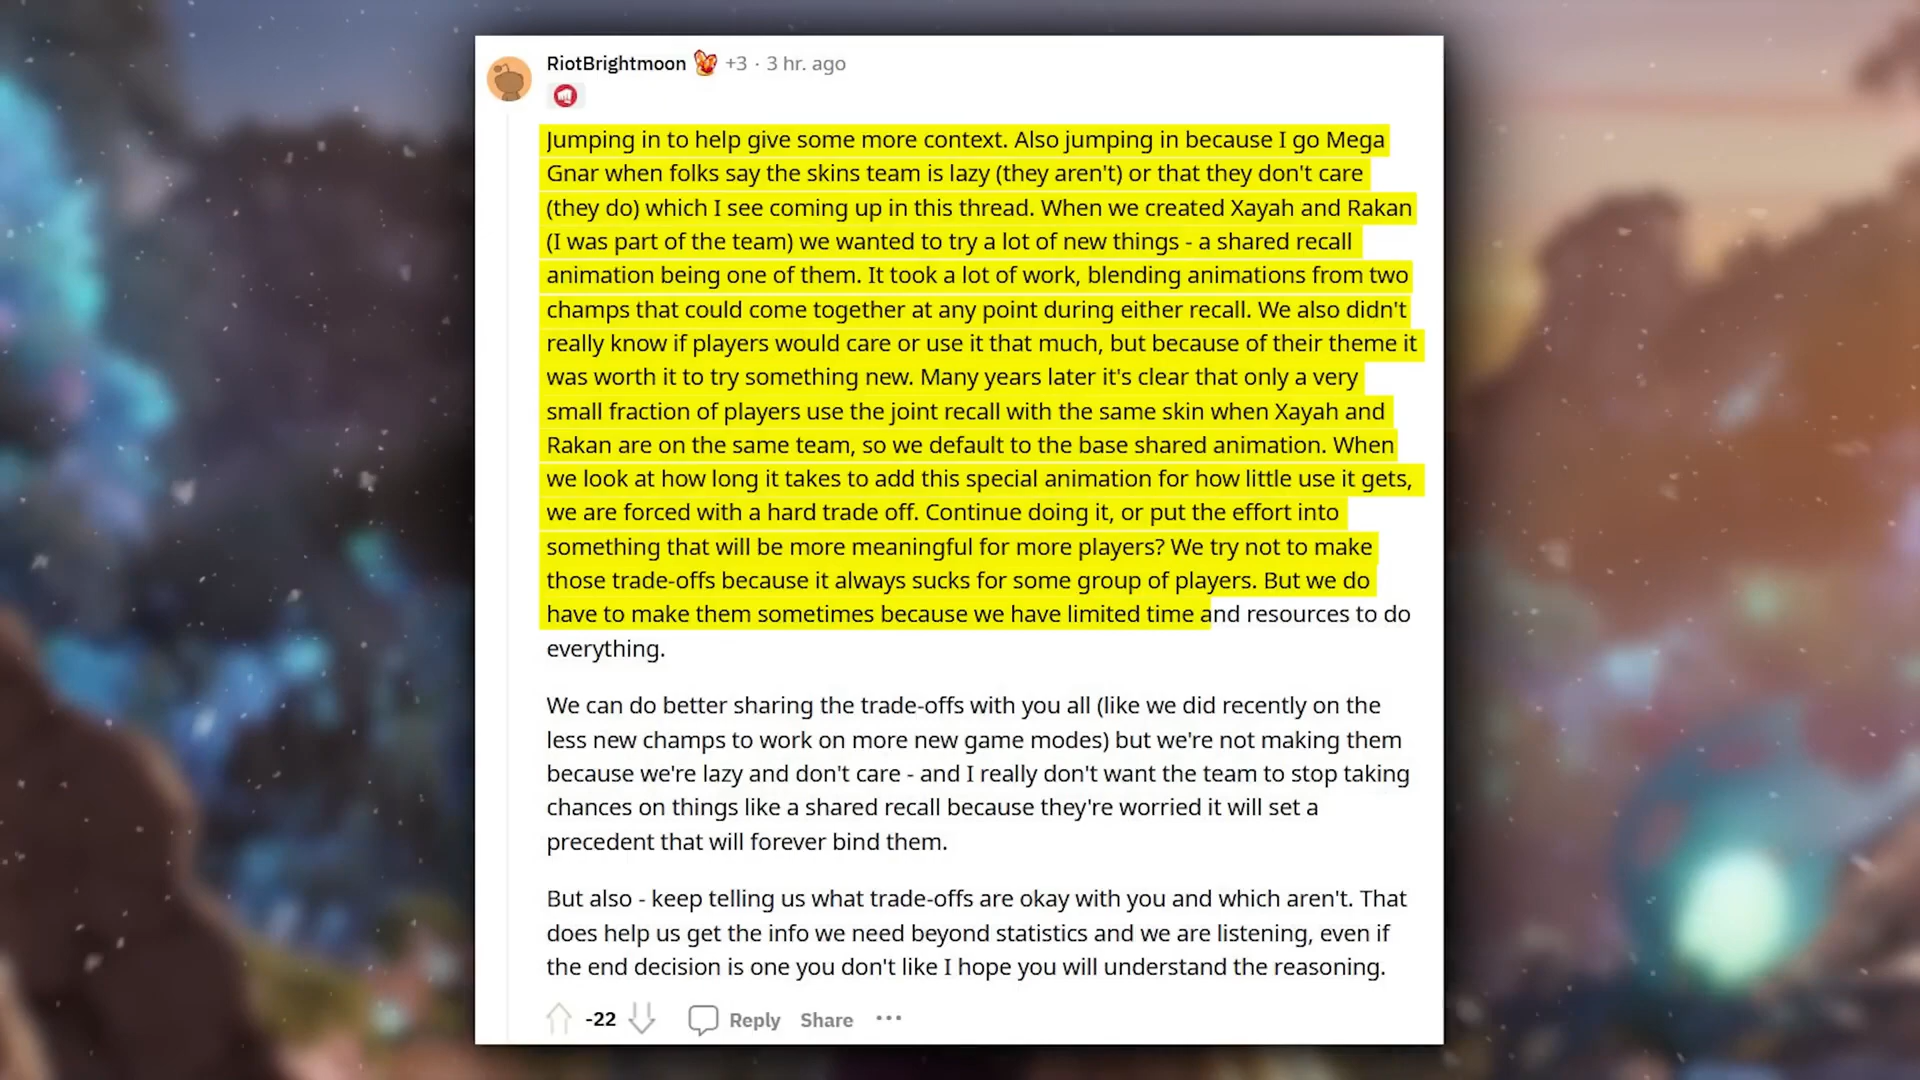 RiotBrightmoon +3 · 3 hr. ago
Jumping in to help give some more context. Also jumping in because I go Mega
Gnar when folks say the skins team is lazy (they aren't) or that they don't care
(they do) which I see coming up in this thread. When we created Xayah and Rakan
(I was part of the team) we wanted to try a lot of new things - a shared recall
animation being one of them. It took a lot of work, blending animations from two
champs that could come together at any point during either recall. We also didn't
really know if players would care or use it that much, but because of their theme it
was worth it to try something new. Many years later it's clear that only a very
small fraction of players use the joint recall with the same skin when Xayah and
Rakan are on the same team, so we default to the base shared animation. When
we look at how long it takes to add this special animation for how little use it gets,
we are forced with a hard trade off. Continue doing it, or put the effort into
something that will be more meaningful for more players? We try not to make
those trade-offs because it always sucks for some group of players. But we do
have to make them sometimes because we have limited time and resources to do
everything.
We can do better sharing the trade-offs with you all (like we did recently on the
less new champs to work on more new game modes) but we're not making them
because we're lazy and don't care - and I really don't want the team to stop taking
chances on things like a shared recall because they're worried it will set a
precedent that will forever bind them.
But also - keep telling us what trade-offs are okay with you and which aren't. That
does help us get the info we need beyond statistics and we are listening, even if
the end decision is one you don't like I hope you will understand the reasoning.
-22 Reply Share ···